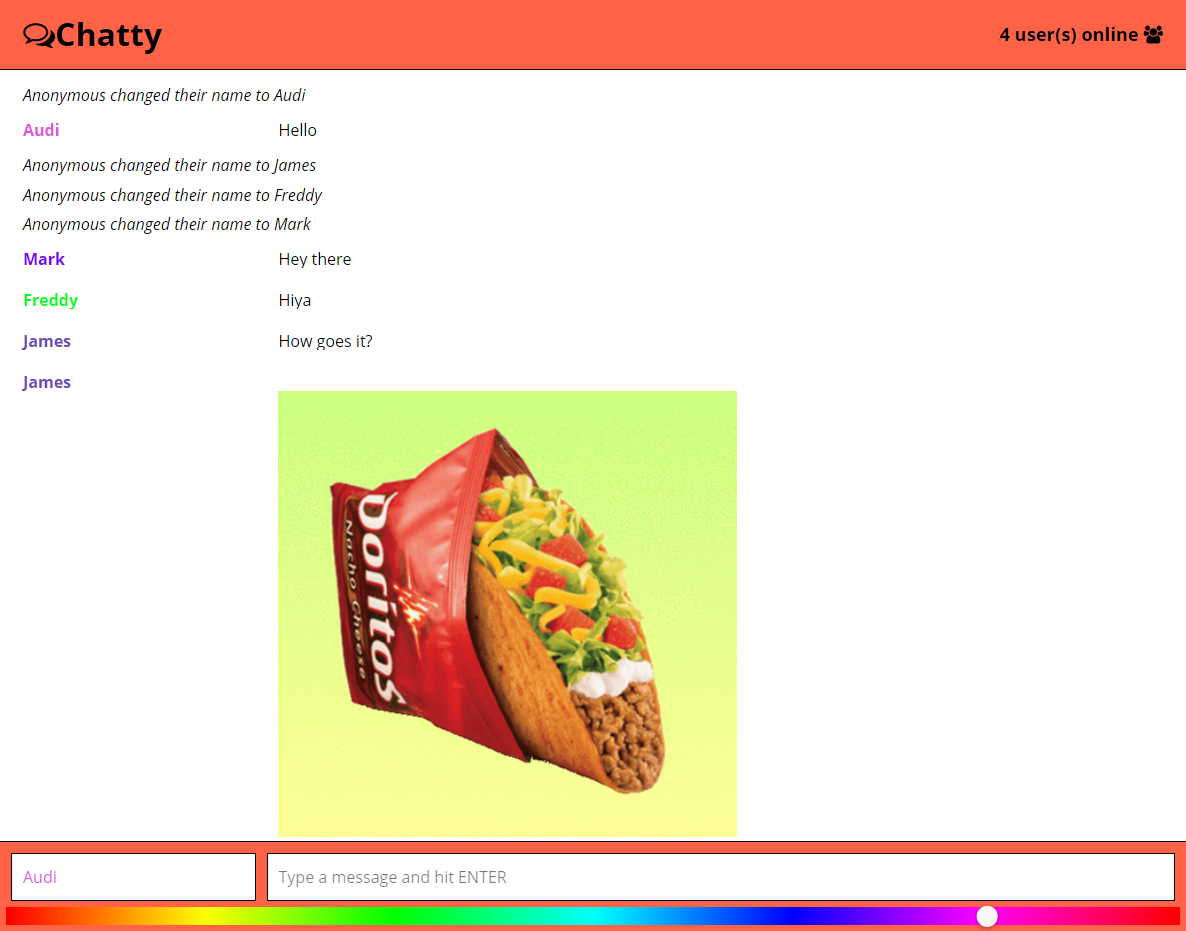 Chatty
4 user(s) online
Anonymous changed their name to Audi
Audi Hello
Anonymous changed their name to James
Anonymous changed their name to Freddy
Anonymous changed their name to Mark
Mark Hey there
Freddy Hiya
James How goes it?
James
Doritos
Nacho Cheese
Audi Type a message and hit ENTER